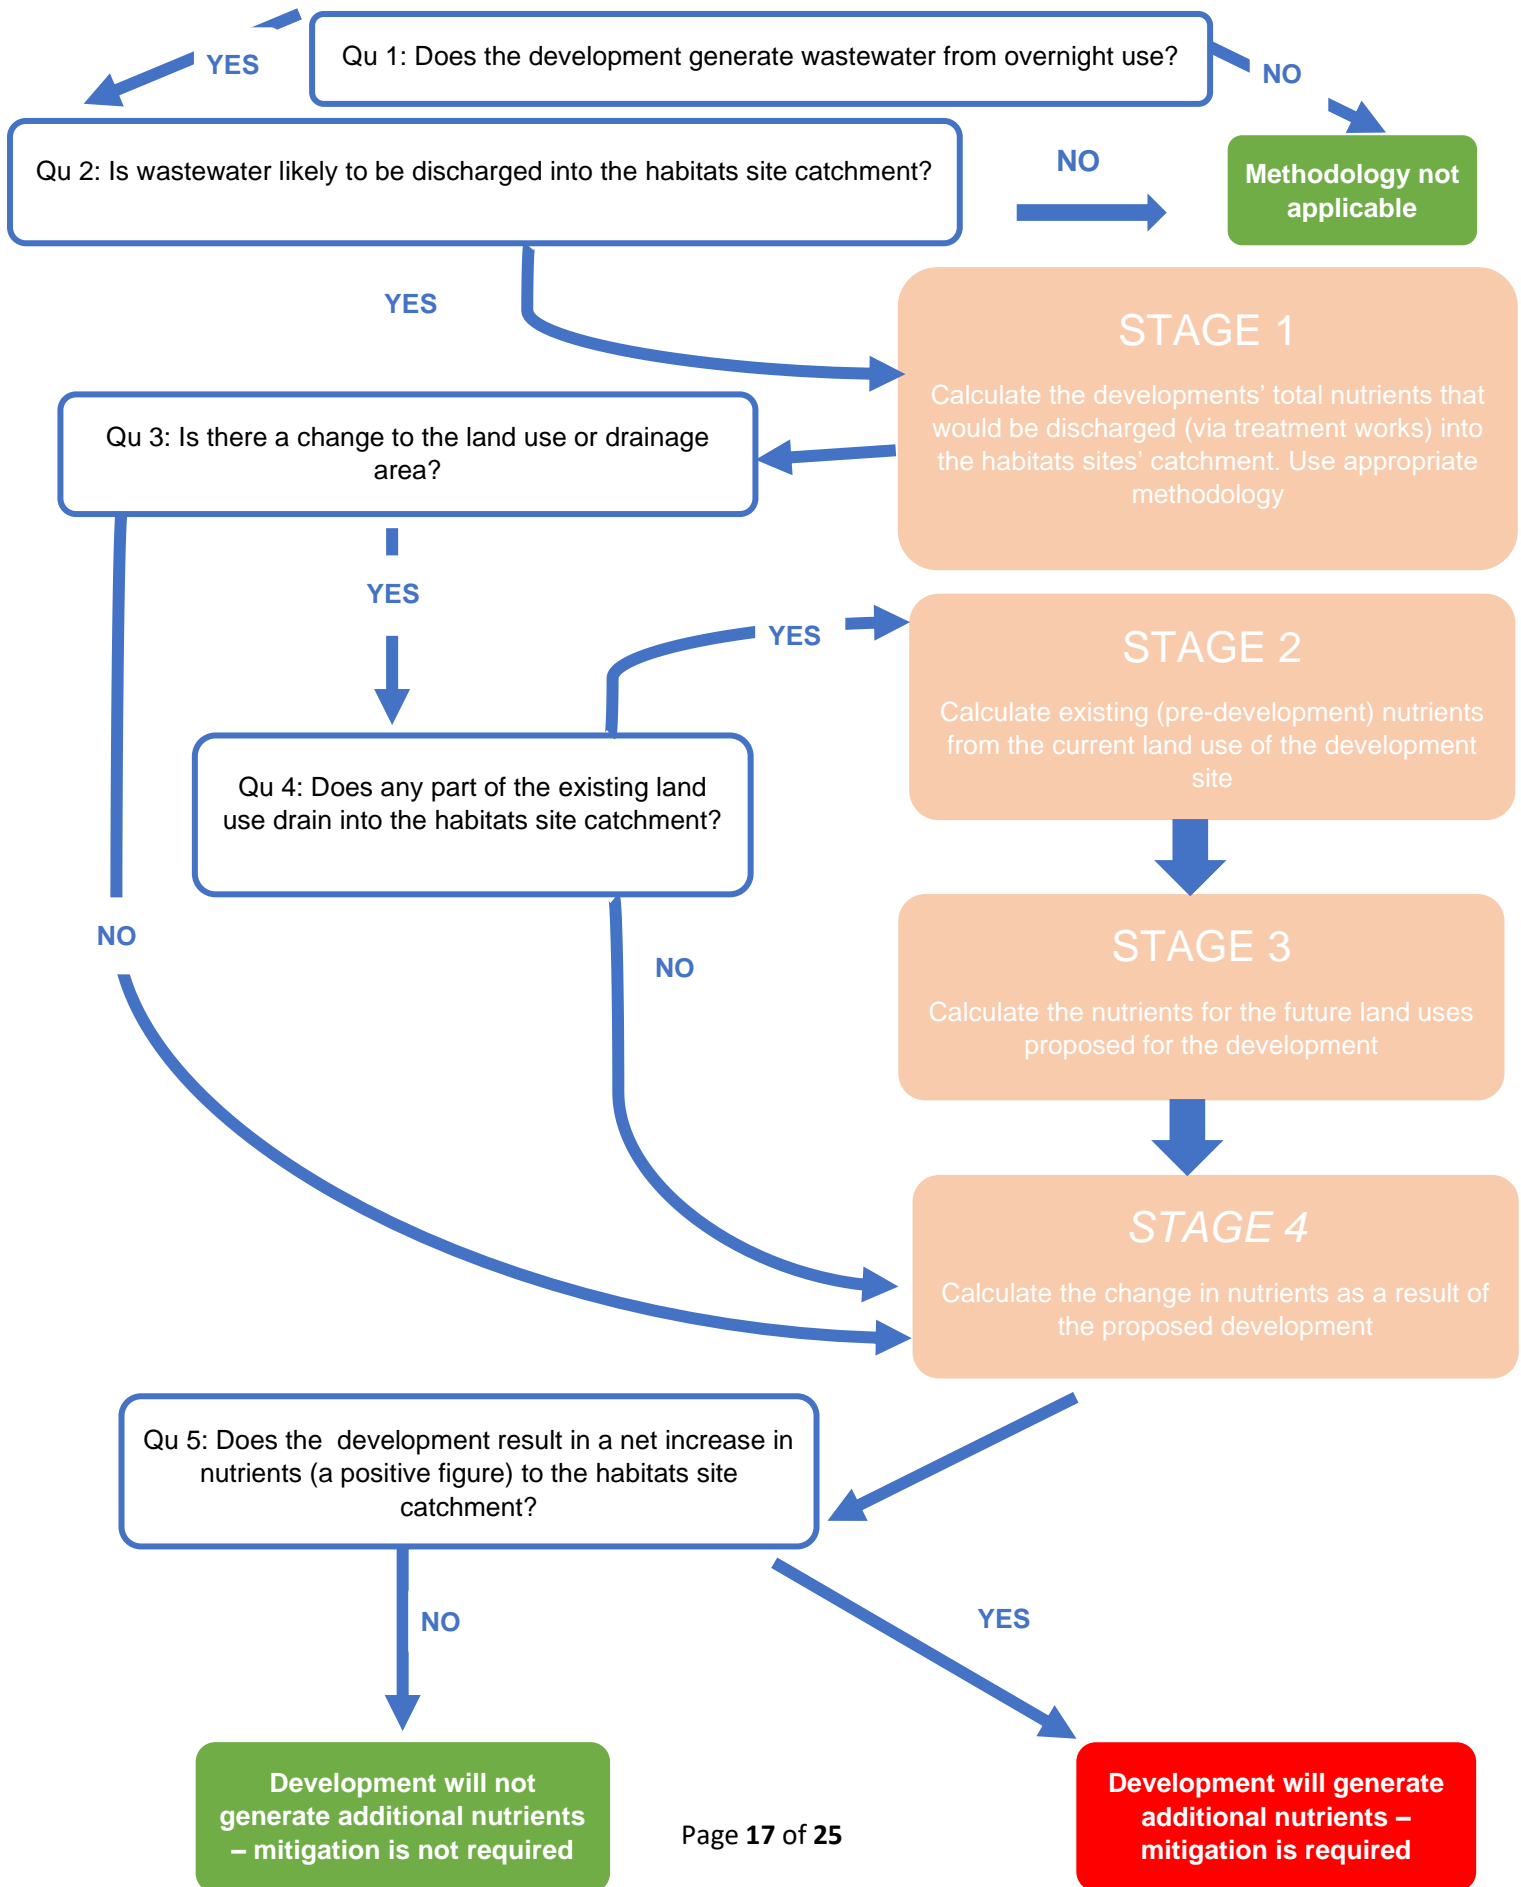 Qu 1: Does the development generate wastewater from overnight use?
YES
NO
Qu 2: Is wastewater likely to be discharged into the habitats site catchment?
NO
Methodology not
applicable
YES
STAGE 1
Calculate the developments’ total nutrients that
would be discharged (via treatment works) into
the habitats sites’ catchment. Use appropriate
methodology
Qu 3: Is there a change to the land use or drainage
area?
YES
YES
STAGE 2
Calculate existing (pre-development) nutrients
from the current land use of the development
site
Qu 4: Does any part of the existing land
use drain into the habitats site catchment?
NO
NO
STAGE 3
Calculate the nutrients for the future land uses
proposed for the development
STAGE 4
Calculate the change in nutrients as a result of
the proposed development
Qu 5: Does the  development result in a net increase in
nutrients (a positive figure) to the habitats site
catchment?
NO
YES
Development will not
generate additional nutrients
– mitigation is not required
Development will generate
additional nutrients –
mitigation is required
Page 17 of 25